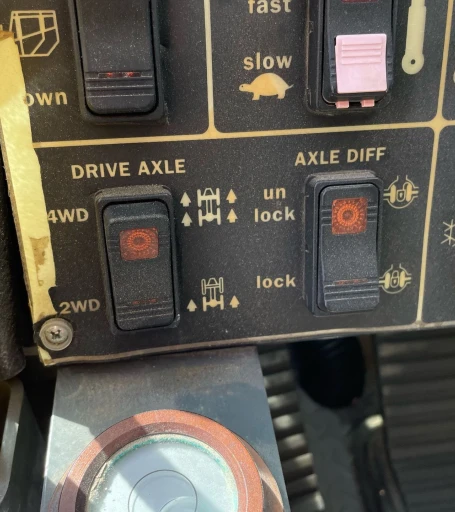 fast
slow
own
DRIVE AXLE
4WD
2WD
AXLE DIFF
un
lock
lock